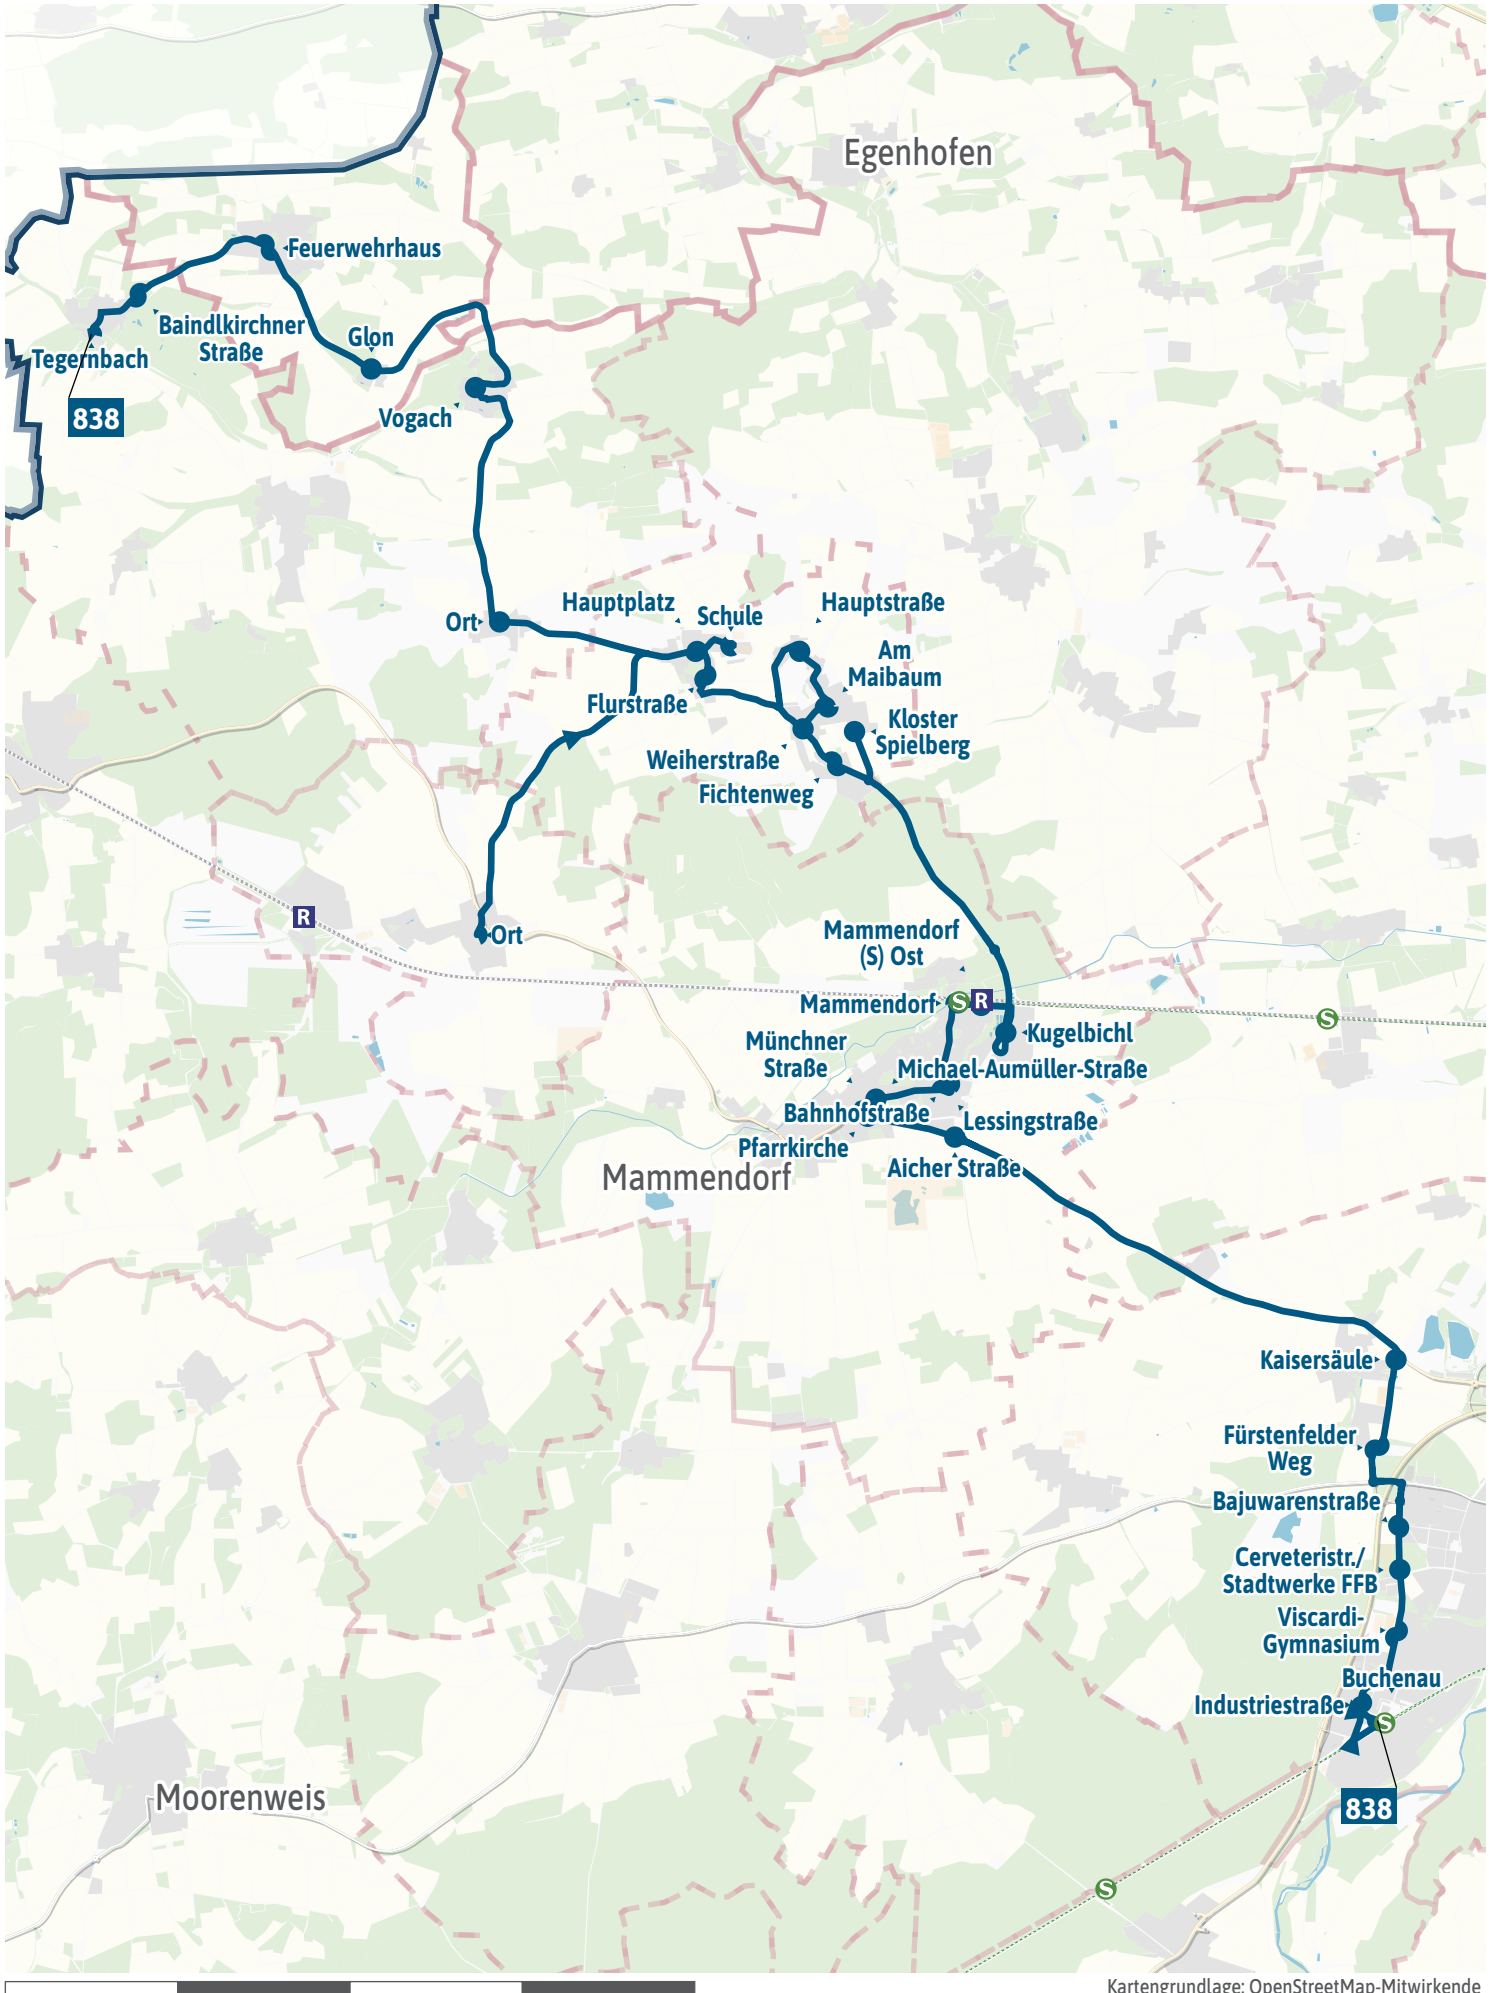 Egenhofen
Feuerwehrhaus
Baindlkirchner
Straße
Glon
Tegernbach
838
Vogach
Hauptplatz
Schule
Hauptstraße
Ort
Am
Maibaum
Flurstraße
Kloster
Spielberg
Weiherstraße
Fichtenweg
R
Ort
Mammendorf
(S) Ost
Mammendorf
S
R
S
Kugelbichl
Münchner
Straße
Michael-Aumüller-Straße
Bahnhofstraße
Lessingstraße
Pfarrkirche
Aicher Straße
Mammendorf
Kaisersäule
Fürstenfelder
Weg
Bajuwarenstraße
Cerveteristr./
Stadtwerke FFB
Viscardi-
Gymnasium
Buchenau
Industriestraße
S
Moorenweis
838
S
Kartengrundlage: OpenStreetMap-Mitwirkende